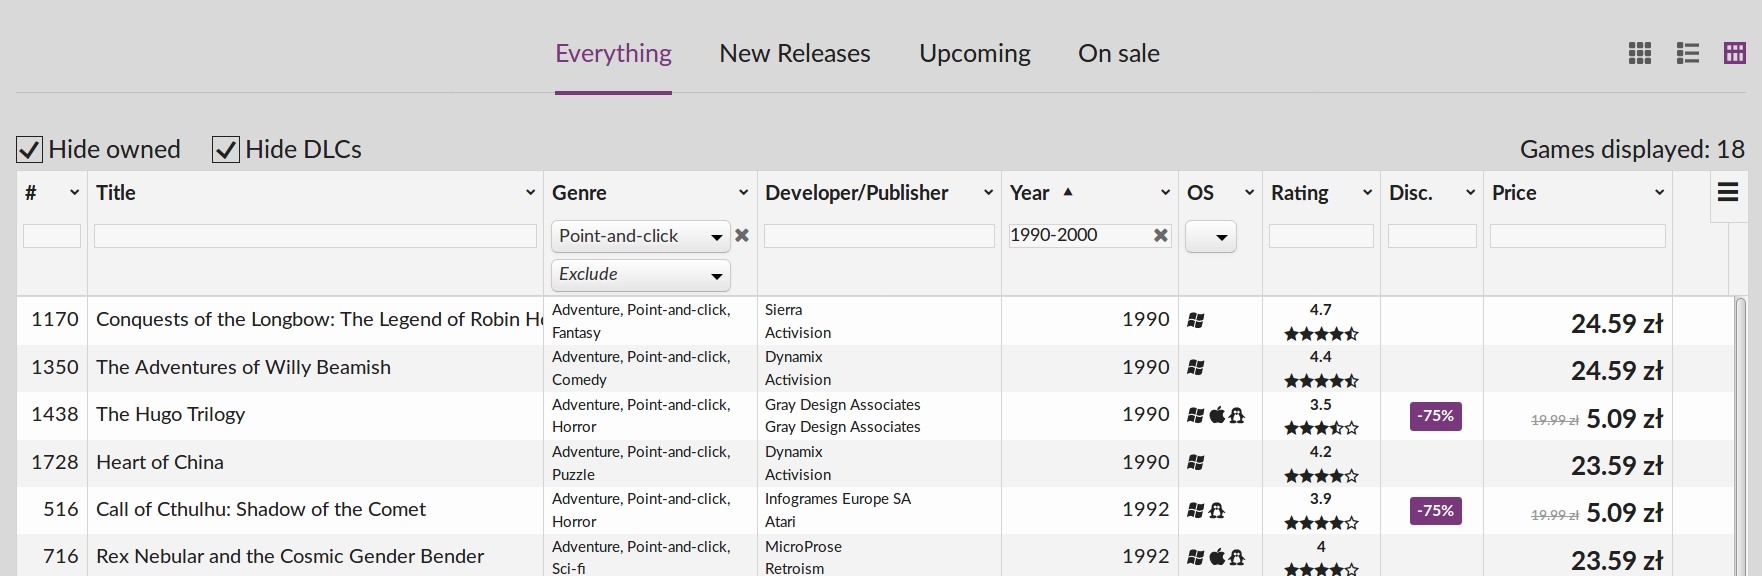 Everything New Releases Upcoming On sale
Hide owned Hide DLCs Games displayed: 18
# Title Genre Developer/Publisher Year OS Rating Disc. Price
Point-and-click 1990-2000
Exclude
1170 Conquests of the Longbow: The Legend of Robin Ho Adventure, Point-and-click, Fantasy Sierra Activision 1990 4.7 24.59 zł
1350 The Adventures of Willy Beamish Adventure, Point-and-click, Comedy Dynamix Activision 1990 4.4 24.59 zł
1438 The Hugo Trilogy Adventure, Point-and-click, Horror Gray Design Associates Gray Design Associates 1990 3.5 -75% 19.99 zł 5.09 zł
1728 Heart of China Adventure, Point-and-click, Puzzle Dynamix Activision 1990 4.2 23.59 zł
516 Call of Cthulhu: Shadow of the Comet Adventure, Point-and-click, Horror Infogrames Europe SA Atari 1992 3.9 -75% 19.99 zł 5.09 zł
716 Rex Nebular and the Cosmic Gender Bender Adventure, Point-and-click, Sci-fi MicroProse Retroism 1992 4 23.59 zł